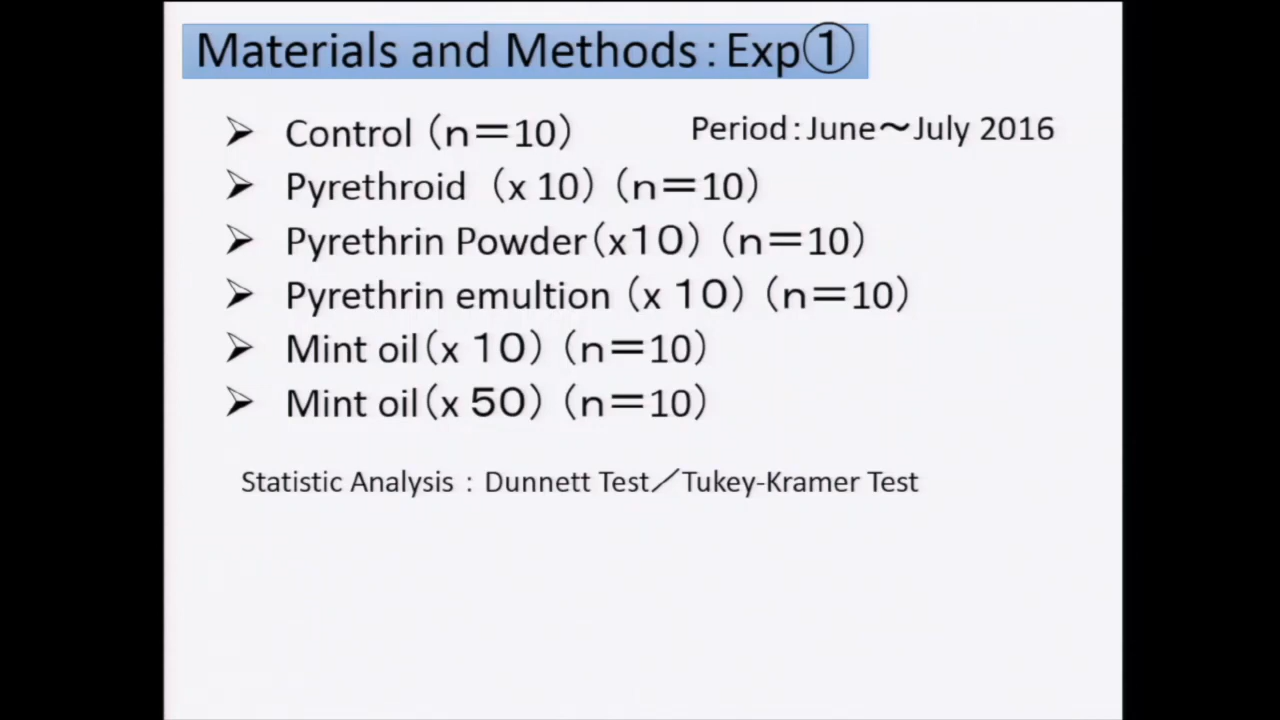 Materials and Methods：Exp①
➢ Control（n＝10）
Period：June～July 2016
➢ Pyrethroid （x 10）（n＝10）
➢ Pyrethrin Powder（x１０）（n＝10）
➢ Pyrethrin emultion（x １０）（n＝10）
➢ Mint oil（x １０）（n＝10）
➢ Mint oil（x ５０）（n＝10）
Statistic Analysis： Dunnett Test／Tukey-Kramer Test